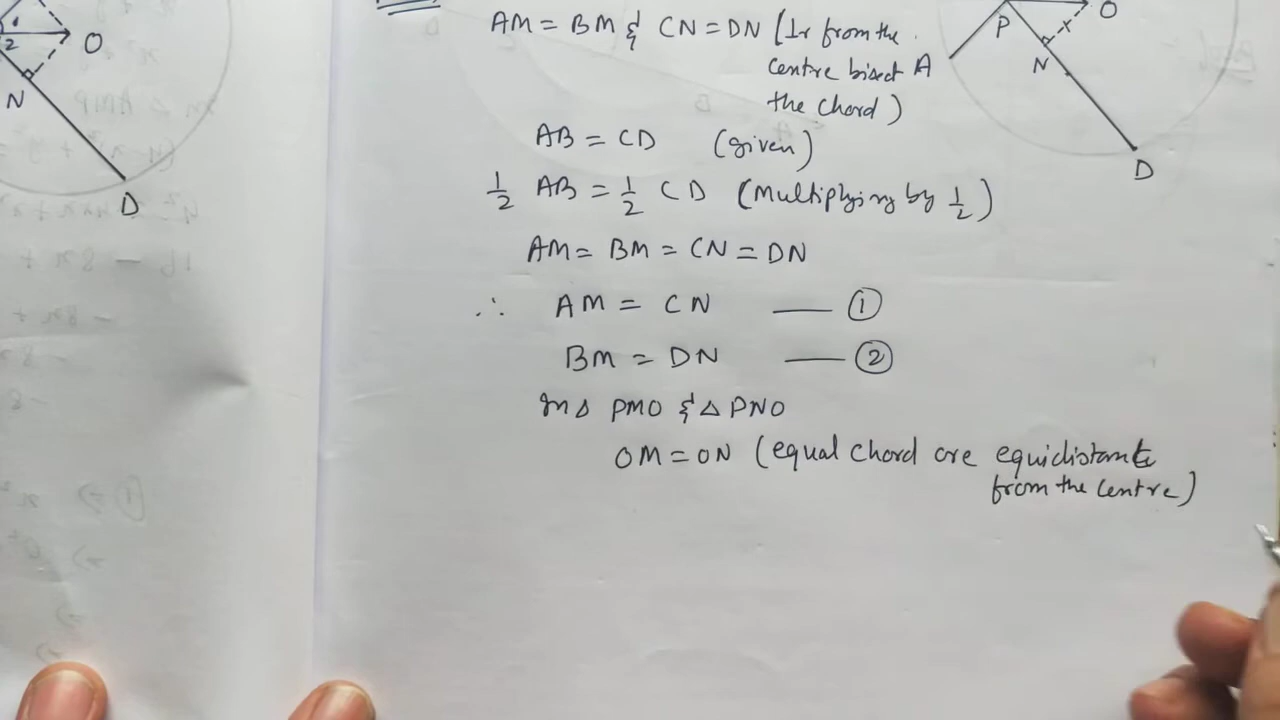 AM = BM & CN = DN (⊥r from the
centre bisect
the chord)
AB = CD (given)
1/2 AB = 1/2 CD (Multiplying by 1/2)
AM = BM = CN = DN
∴ AM = CN —— ①
BM = DN —— ②
In △ PMO & △ PNO
OM = ON (equal chord are equidistant
from the centre)
1
2
O
N
D
P
O
x
N
A
D